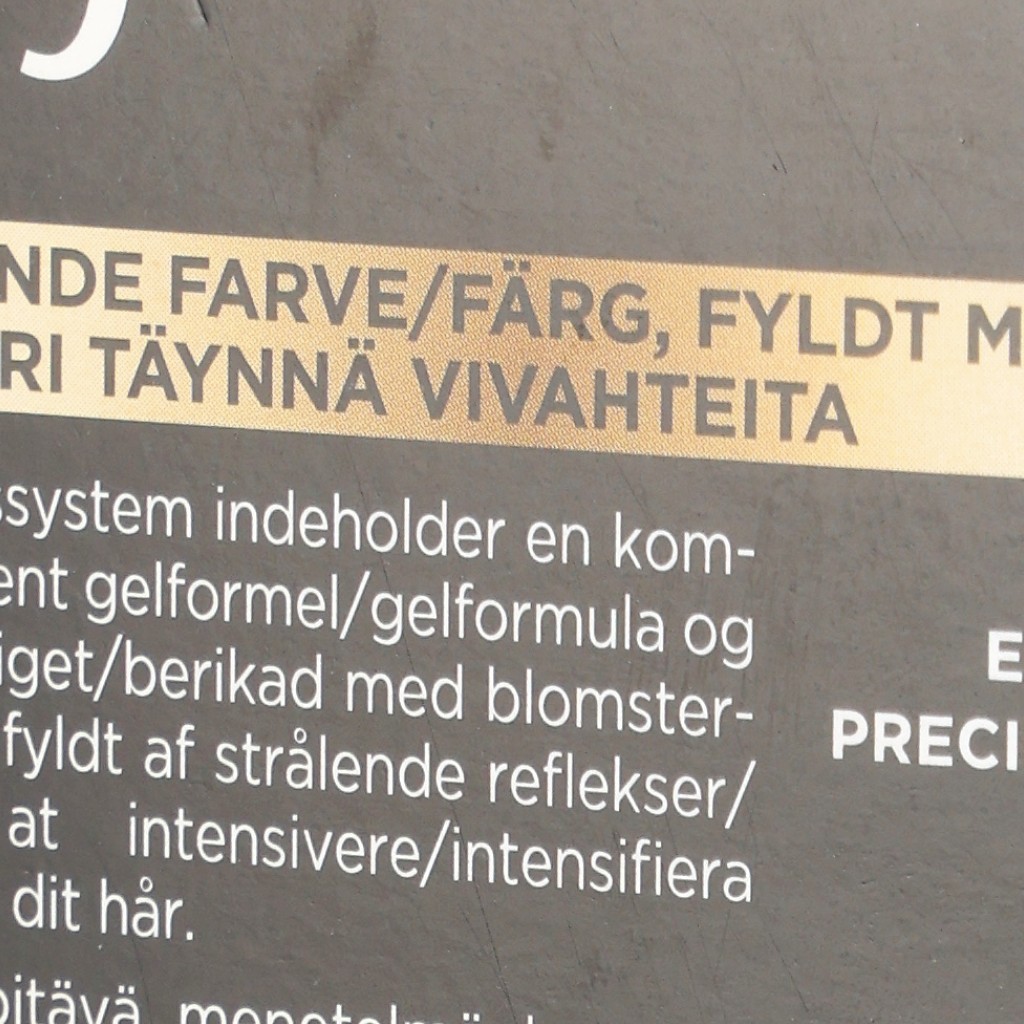 NDE FARVE/FÄRG, FYLDT M
RI TÄYNNÄ VIVAHTEITA
ssystem indeholder en kom-
ent gelformel/gelformula og
iget/berikad med blomster-
fyldt af strålende reflekser/
at intensivere/intensifiera
dit hår.
E
PRECI